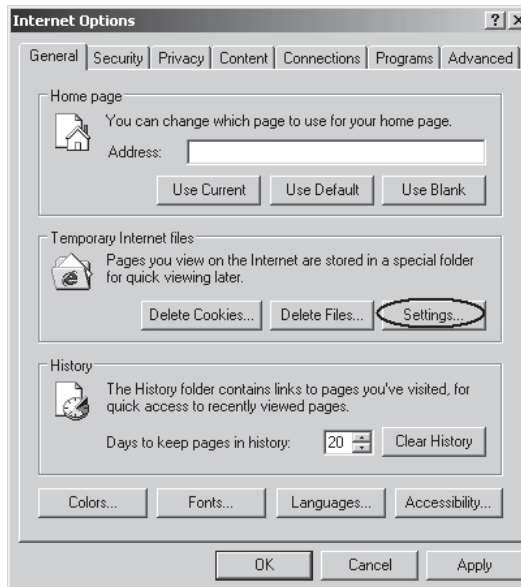 Internet Options
General Security Privacy Content Connections Programs Advanced
Home page
You can change which page to use for your home page.
Address:
Use Current Use Default Use Blank
Temporary Internet files
Pages you view on the Internet are stored in a special folder
for quick viewing later.
Delete Cookies... Delete Files... Settings...
History
The History folder contains links to pages you've visited, for
quick access to recently viewed pages.
Days to keep pages in history: 20 Clear History
Colors... Fonts... Languages... Accessibility...
OK Cancel Apply